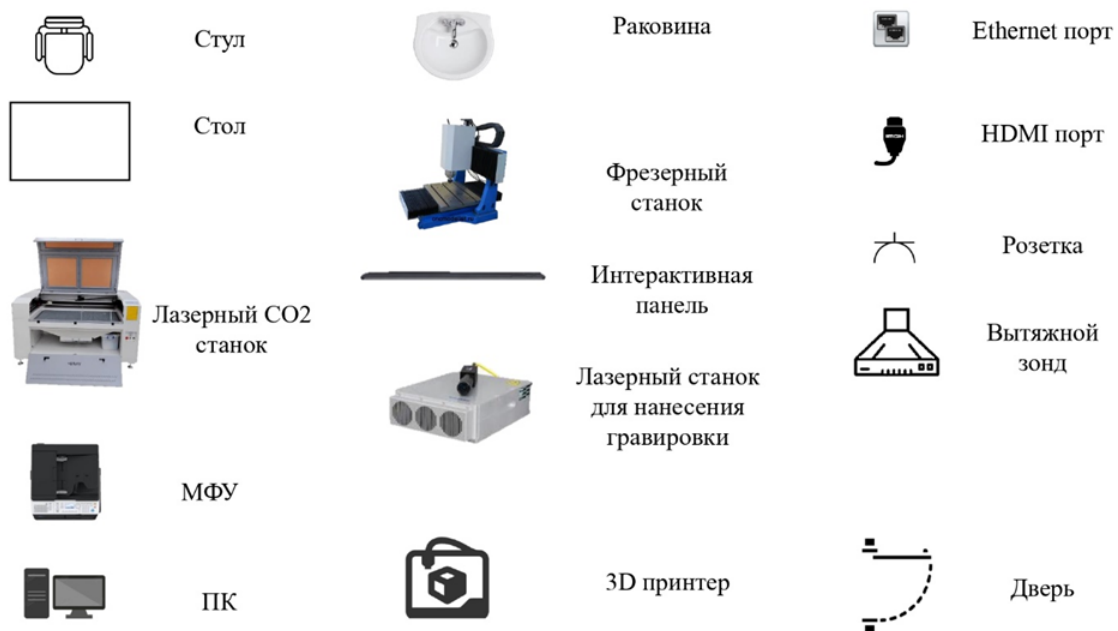 Стул
Стол
Лазерный CO2
станок
МФУ
ПК
Раковина
Фрезерный
станок
Интерактивная
панель
Лазерный станок
для нанесения
гравировки
3D принтер
Ethernet порт
HDMI порт
Розетка
Вытяжной
зонд
Дверь